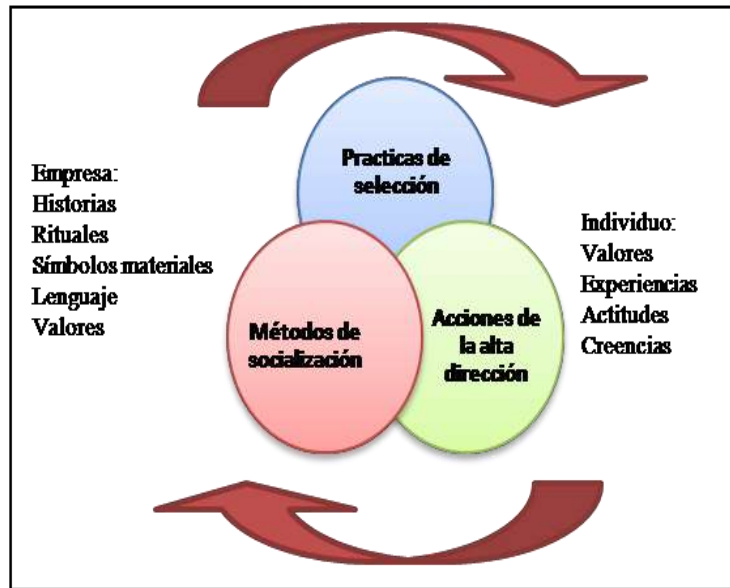 Practicas de
selección
Empresa:
Historias
Rituales
Símbolos materiales
Lenguaje
Valores
Individuo:
Valores
Experiencias
Actitudes
Creencias
Métodos de
socialización
Acciones de
la alta
dirección